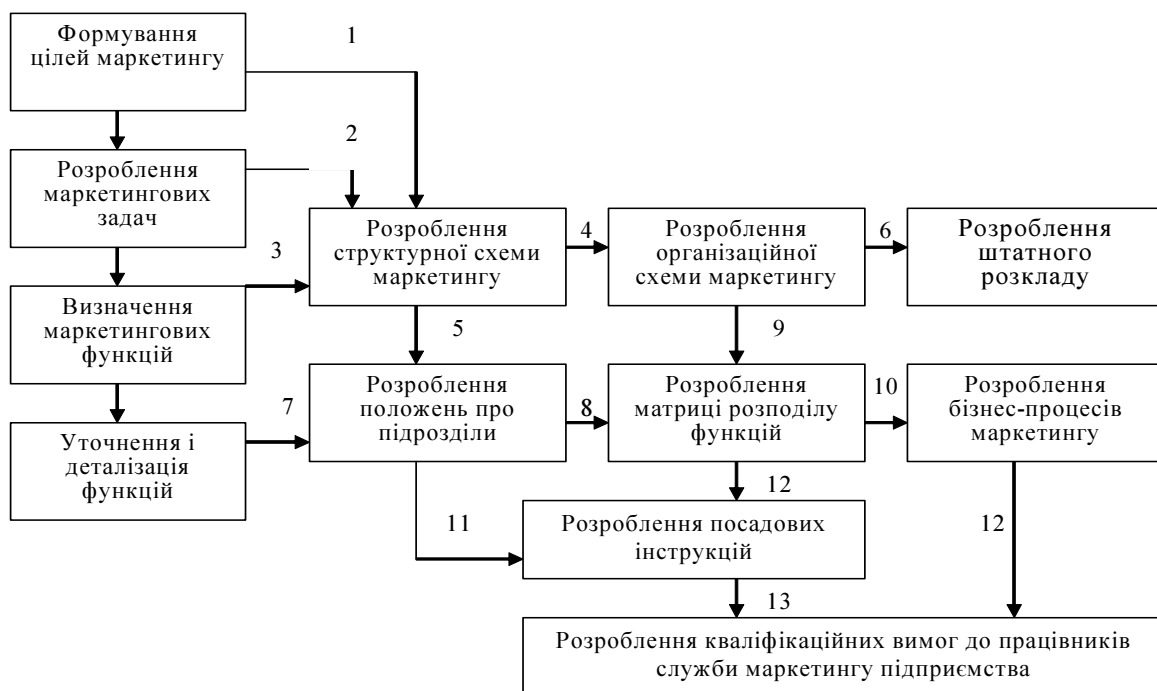 Формування
цілей маркетингу
1
2
Розроблення
маркетингових
задач
3
Розроблення
структурної схеми
маркетингу
4
Розроблення
організаційної
схеми маркетингу
6
Розроблення
штатного
розкладу
Визначення
маркетингових
функцій
5
9
7
Розроблення
положень про
підрозділи
8
Розроблення
матриці розподілу
функцій
10
Розроблення
бізнес-процесів
маркетингу
Уточнення і
деталізація
функцій
11
12
12
Розроблення посадових
інструкцій
13
Розроблення кваліфікаційних вимог до працівників
служби маркетингу підприємства